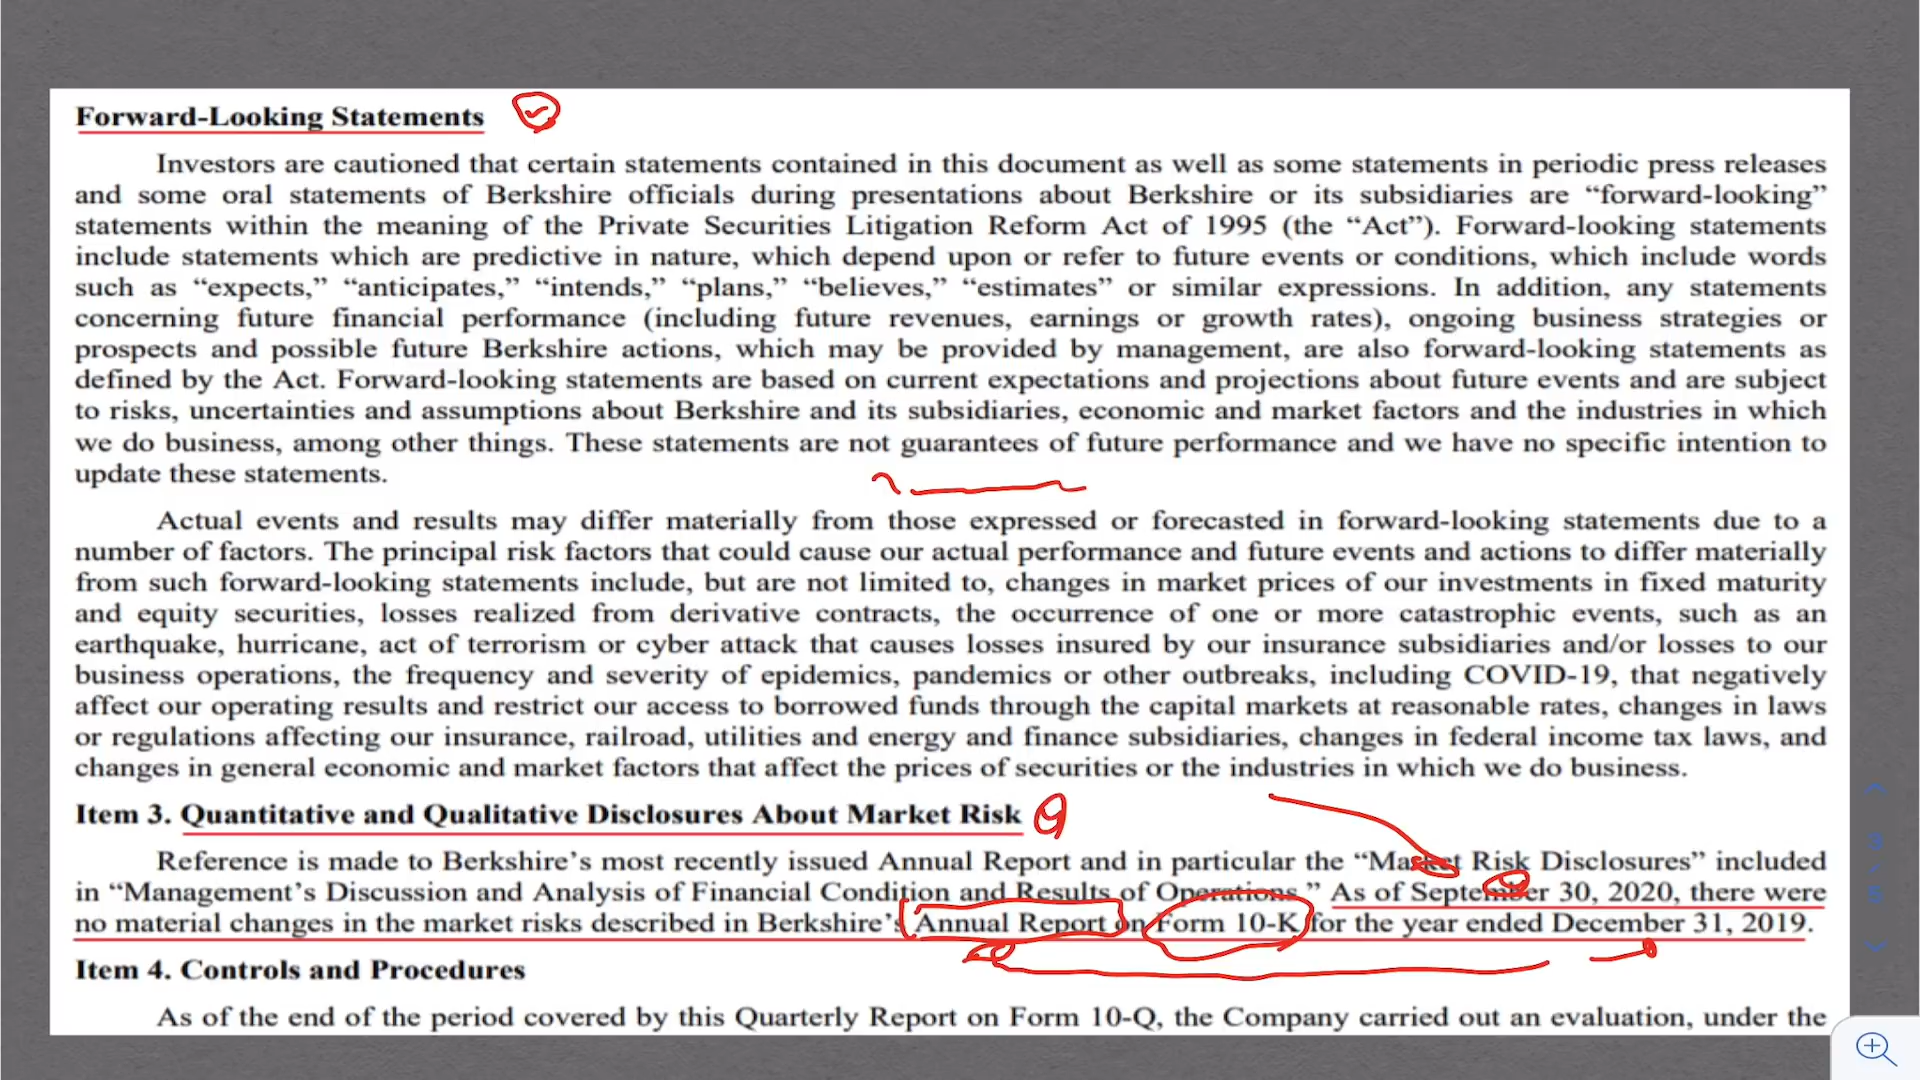 Forward-Looking Statements
Investors are cautioned that certain statements contained in this document as well as some statements in periodic press releases
and some oral statements of Berkshire officials during presentations about Berkshire or its subsidiaries are “forward-looking”
statements within the meaning of the Private Securities Litigation Reform Act of 1995 (the “Act”). Forward-looking statements
include statements which are predictive in nature, which depend upon or refer to future events or conditions, which include words
such as “expects,” “anticipates,” “intends,” “plans,” “believes,” “estimates” or similar expressions. In addition, any statements
concerning future financial performance (including future revenues, earnings or growth rates), ongoing business strategies or
prospects and possible future Berkshire actions, which may be provided by management, are also forward-looking statements as
defined by the Act. Forward-looking statements are based on current expectations and projections about future events and are subject
to risks, uncertainties and assumptions about Berkshire and its subsidiaries, economic and market factors and the industries in which
we do business, among other things. These statements are not guarantees of future performance and we have no specific intention to
update these statements.
Actual events and results may differ materially from those expressed or forecasted in forward-looking statements due to a
number of factors. The principal risk factors that could cause our actual performance and future events and actions to differ materially
from such forward-looking statements include, but are not limited to, changes in market prices of our investments in fixed maturity
and equity securities, losses realized from derivative contracts, the occurrence of one or more catastrophic events, such as an
earthquake, hurricane, act of terrorism or cyber attack that causes losses insured by our insurance subsidiaries and/or losses to our
business operations, the frequency and severity of epidemics, pandemics or other outbreaks, including COVID-19, that negatively
affect our operating results and restrict our access to borrowed funds through the capital markets at reasonable rates, changes in laws
or regulations affecting our insurance, railroad, utilities and energy and finance subsidiaries, changes in federal income tax laws, and
changes in general economic and market factors that affect the prices of securities or the industries in which we do business.
Item 3. Quantitative and Qualitative Disclosures About Market Risk
Reference is made to Berkshire’s most recently issued Annual Report and in particular the “Market Risk Disclosures” included
in “Management’s Discussion and Analysis of Financial Condition and Results of Operations.” As of September 30, 2020, there were
no material changes in the market risks described in Berkshire’s Annual Report on Form 10-K for the year ended December 31, 2019.
Item 4. Controls and Procedures
As of the end of the period covered by this Quarterly Report on Form 10-Q, the Company carried out an evaluation, under the